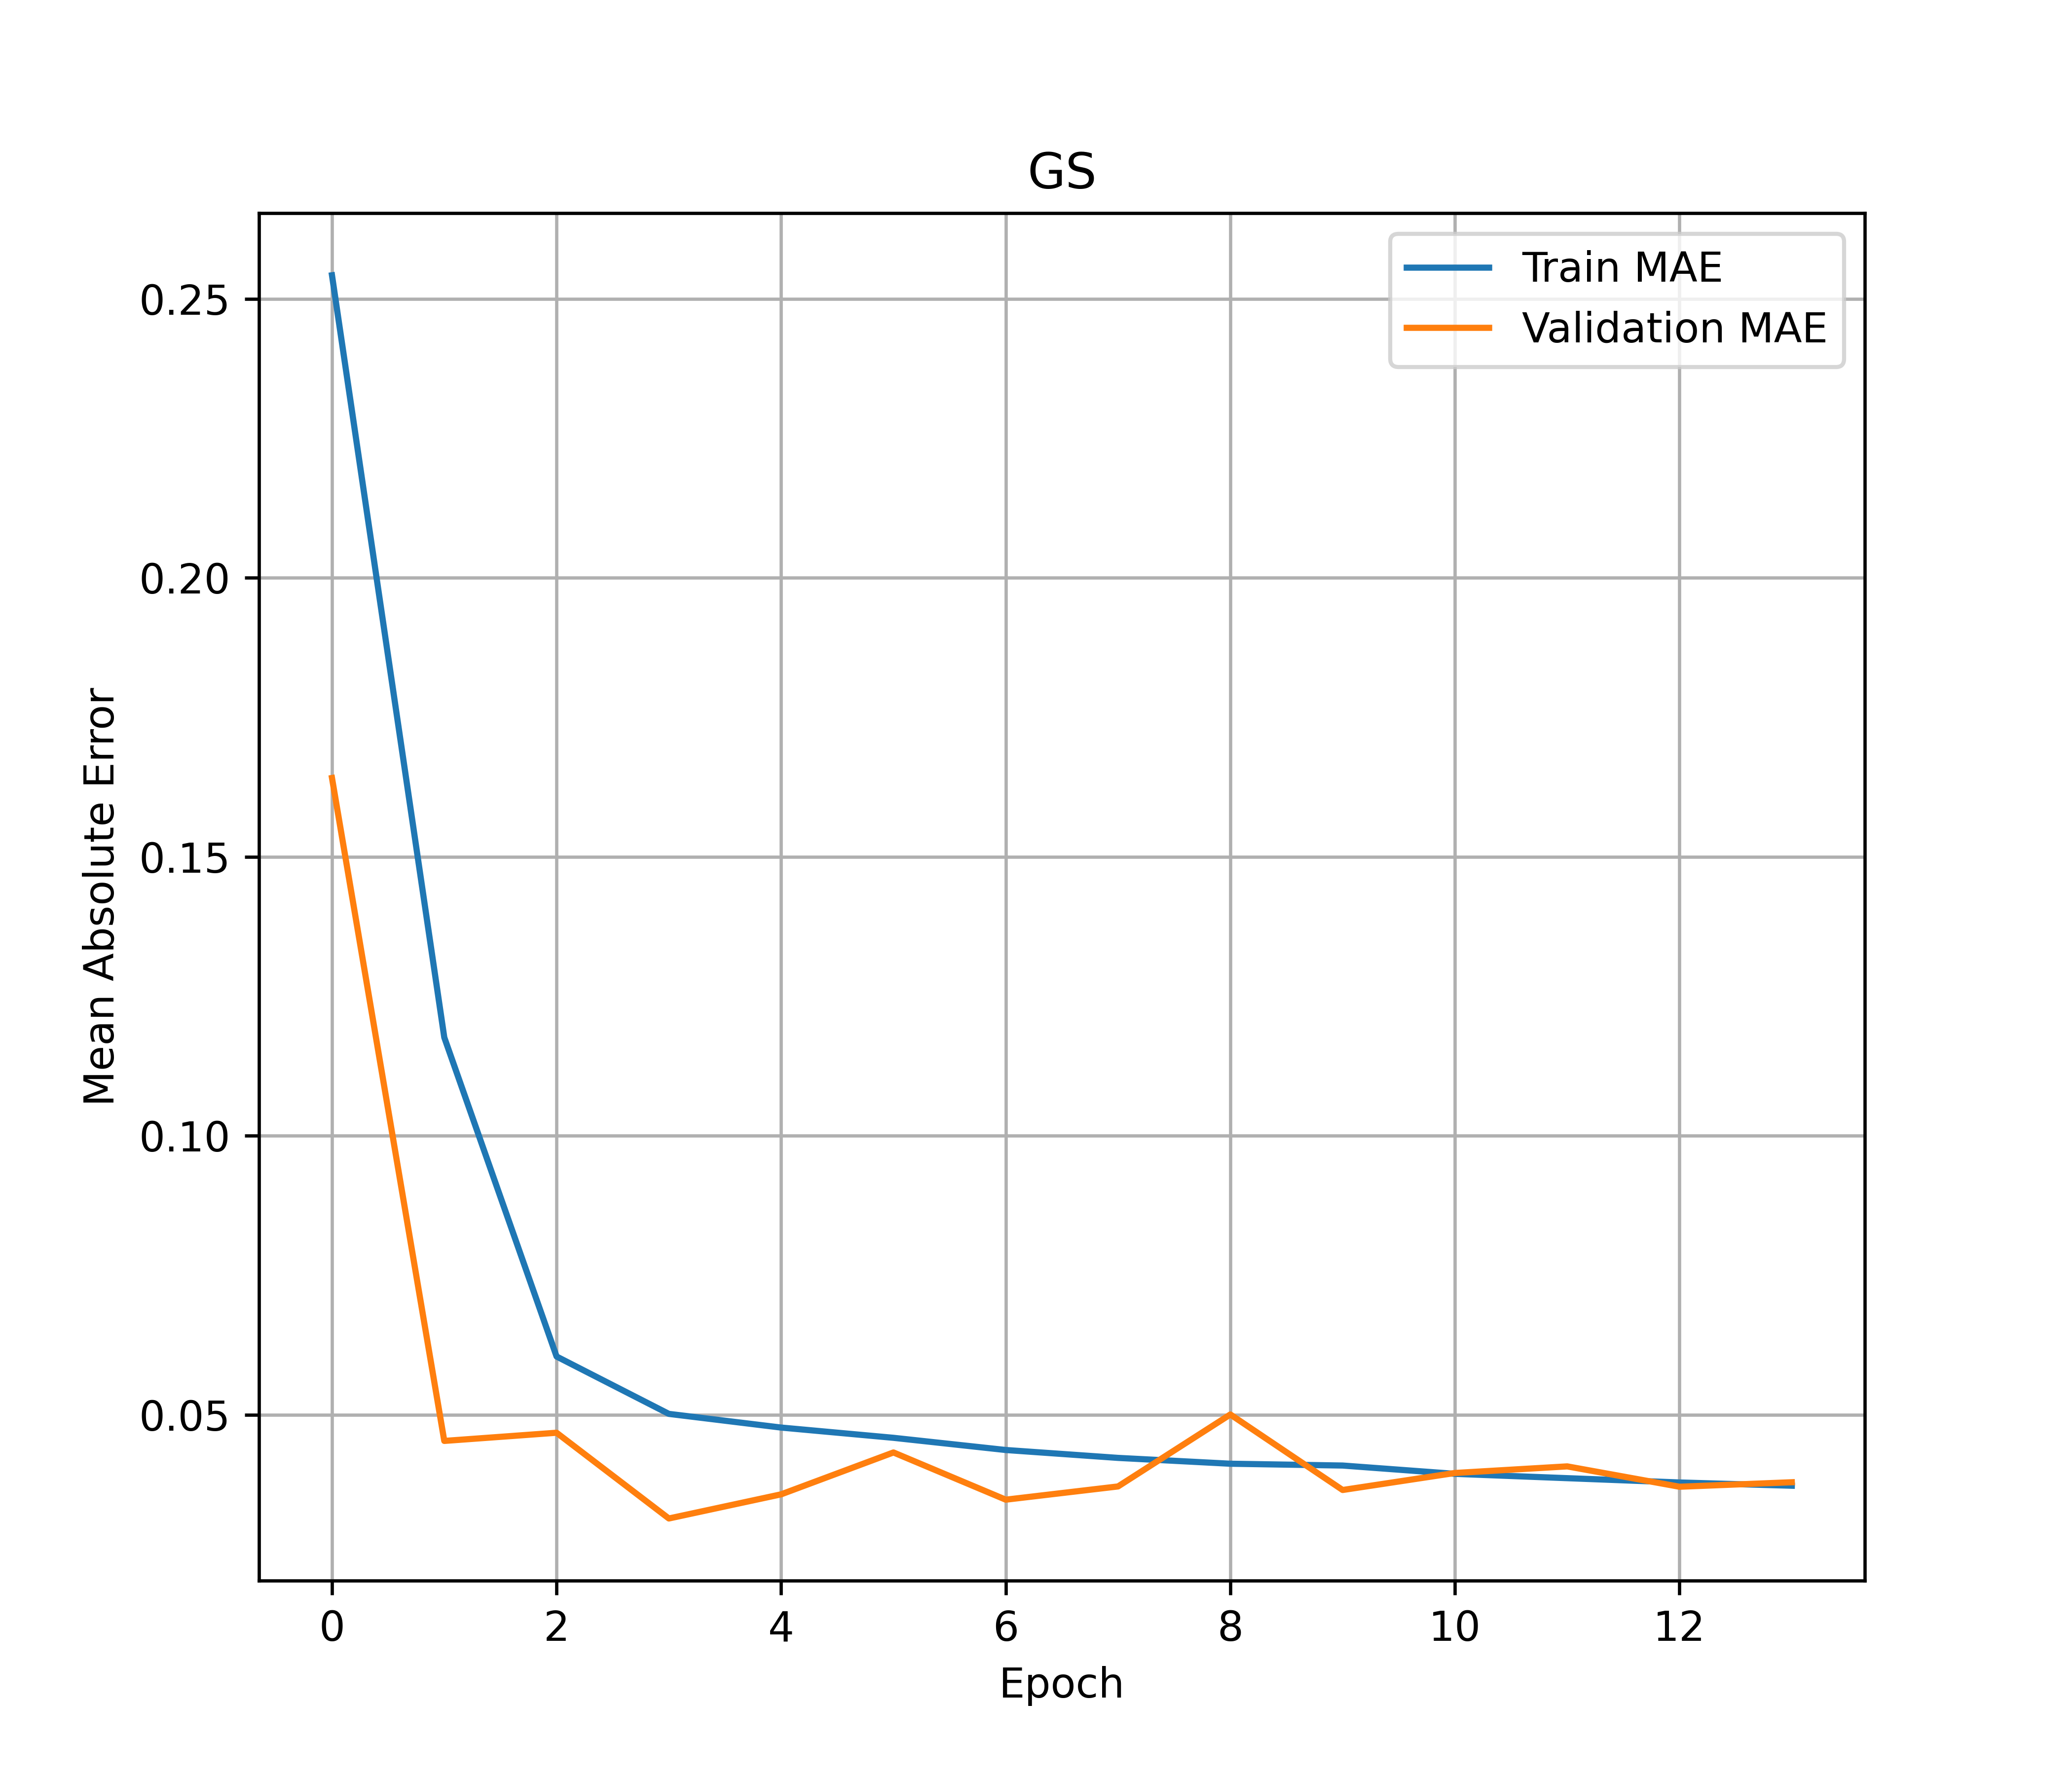 GS
Train MAE
Validation MAE
Mean Absolute Error
0.25
0.20
0.15
0.10
0.05
0 2 4 6 8 10 12
Epoch